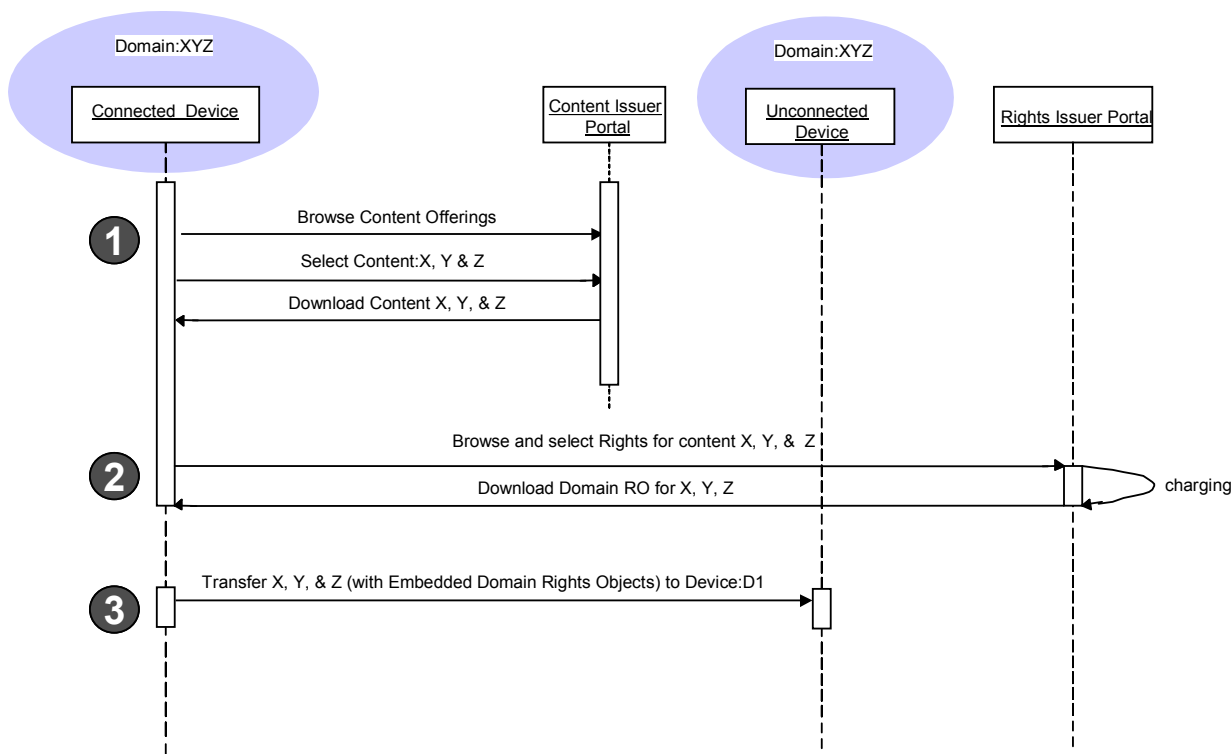 Domain:XYZ
Domain:XYZ
Connected Device
Content Issuer
Portal
Unconnected
Device
Rights Issuer Portal
1
Browse Content Offerings
Select Content:X, Y & Z
Download Content X, Y, & Z
2
Browse and select Rights for content X, Y, & Z
Download Domain RO for X, Y, Z
charging
3
Transfer X, Y, & Z (with Embedded Domain Rights Objects) to Device:D1